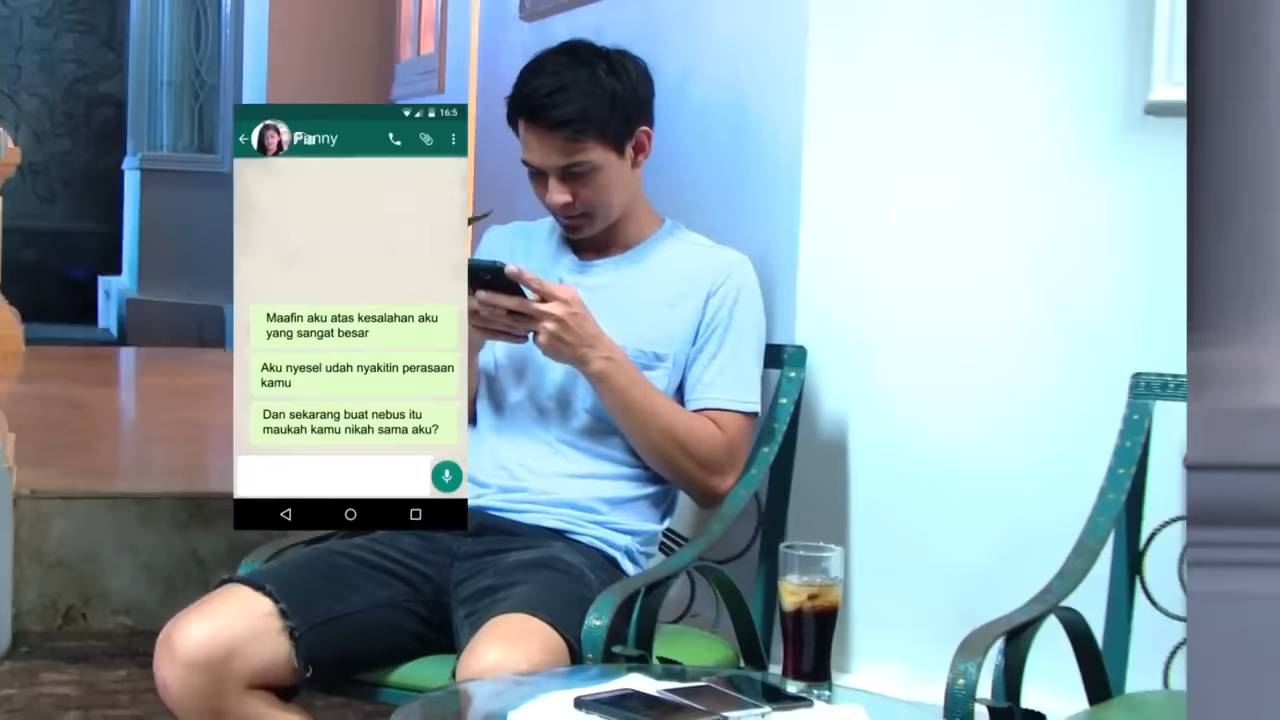 16:5
Maafin aku atas kesalahan aku
yang sangat besar
Aku nyesel udah nyakitin perasaan
kamu
Dan sekarang buat nebus itu
maukah kamu nikah sama aku?